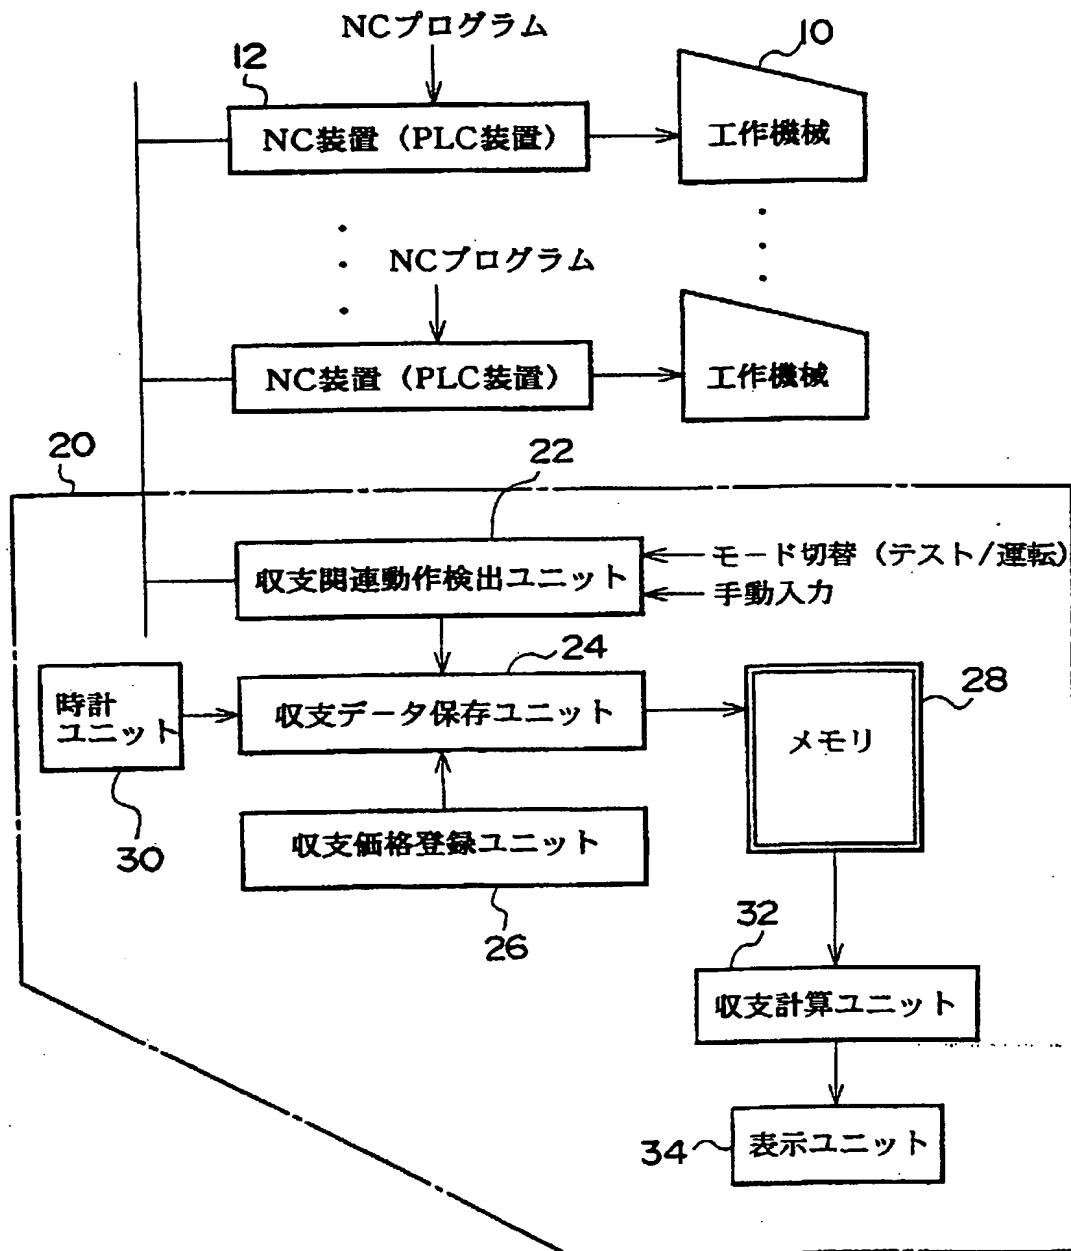 NCプログラム
12
10
NC装置（PLC装置）
工作機械
NCプログラム
NC装置（PLC装置）
工作機械
20
22
収支関連動作検出ユニット
モード切替（テスト/運転）
手動入力
24
28
時計
ユニット
収支データ保存ユニット
メモリ
30
収支価格登録ユニット
26
32
収支計算ユニット
34
表示ユニット